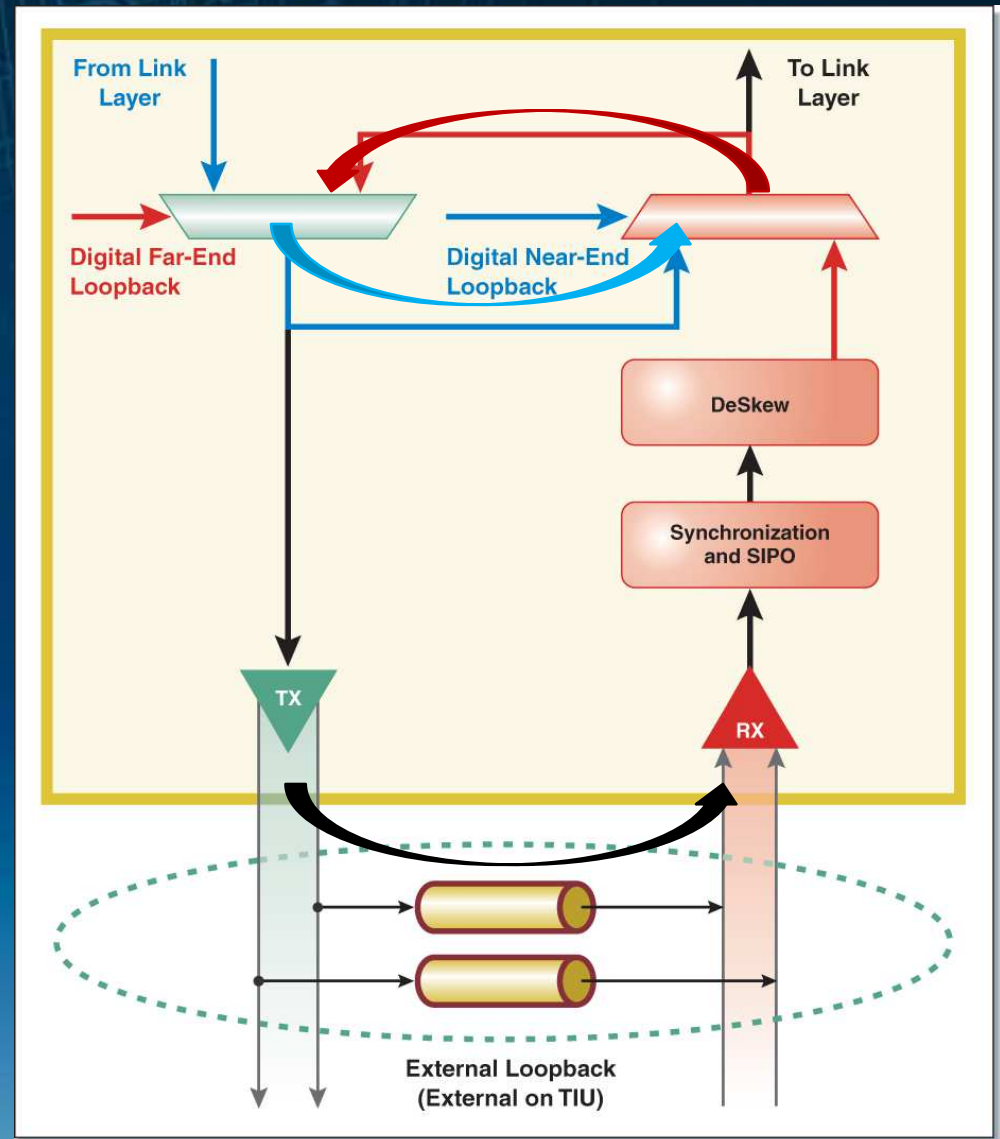 From Link
Layer
To Link
Layer
Digital Far-End
Loopback
Digital Near-End
Loopback
DeSkew
Synchronization
and SIPO
TX
RX
External Loopback
(External on TIU)